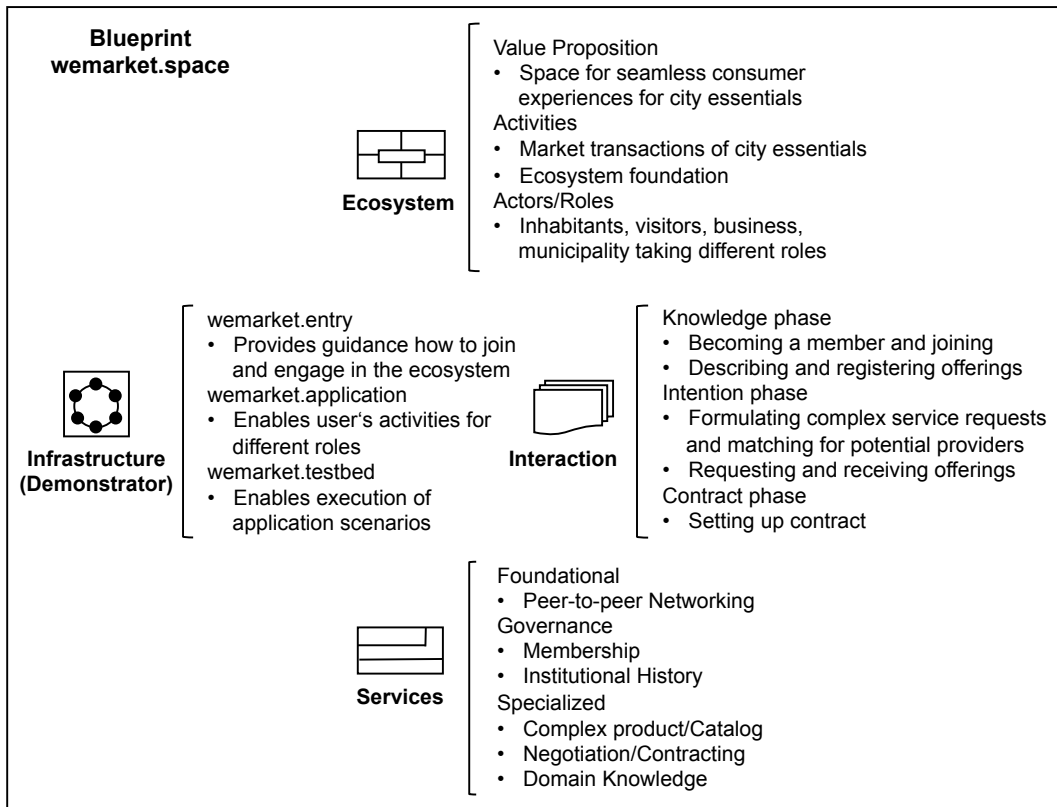 Blueprint
wemarket.space
Ecosystem
Value Proposition
• Space for seamless consumer
experiences for city essentials
Activities
• Market transactions of city essentials
• Ecosystem foundation
Actors/Roles
• Inhabitants, visitors, business,
municipality taking different roles
Infrastructure
(Demonstrator)
wemarket.entry
• Provides guidance how to join
and engage in the ecosystem
wemarket.application
• Enables user‘s activities for
different roles
wemarket.testbed
• Enables execution of
application scenarios
Interaction
Knowledge phase
• Becoming a member and joining
• Describing and registering offerings
Intention phase
• Formulating complex service requests
and matching for potential providers
• Requesting and receiving offerings
Contract phase
• Setting up contract
Services
Foundational
• Peer-to-peer Networking
Governance
• Membership
• Institutional History
Specialized
• Complex product/Catalog
• Negotiation/Contracting
• Domain Knowledge